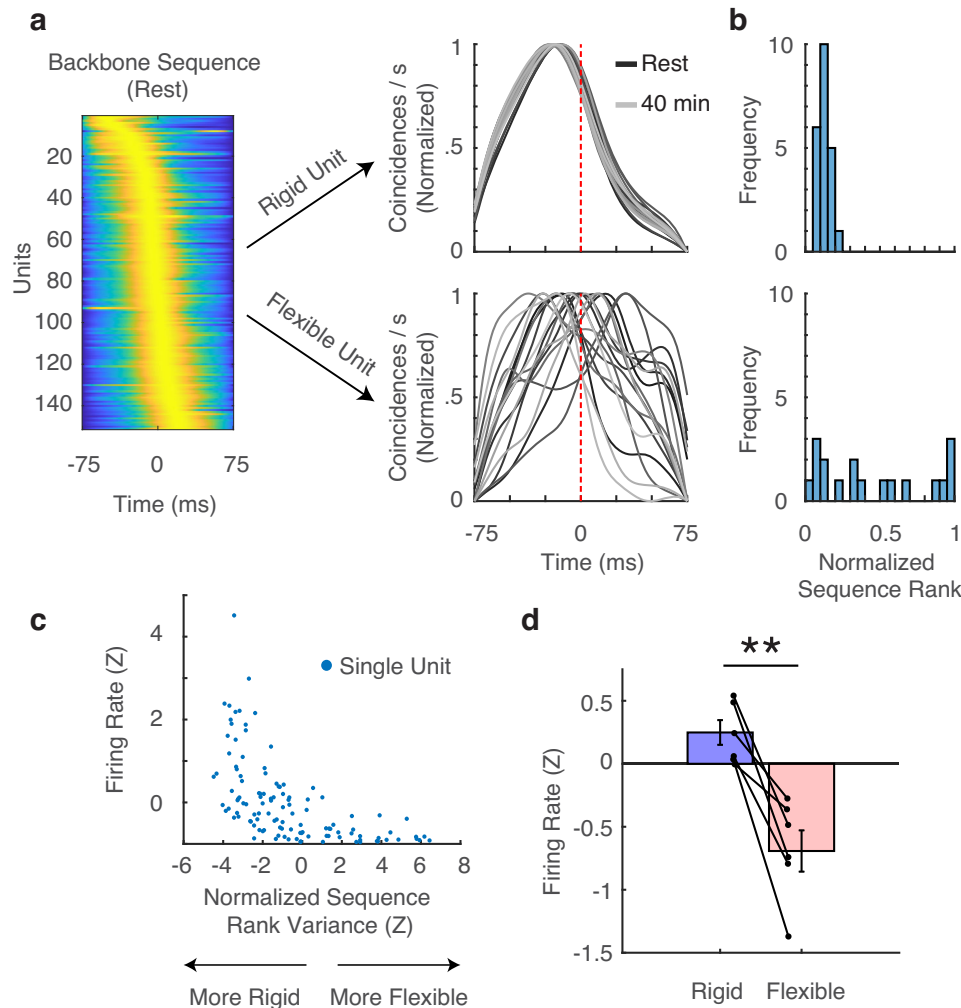 a
Backbone Sequence
(Rest)
Units
20
40
60
80
100
120
140
-75 0 75
Time (ms)
Rigid Unit
Flexible Unit
Coincidences / s
(Normalized)
1
.5
0
Rest
40 min
Coincidences / s
(Normalized)
1
.5
0
-75 0 75
Time (ms)
b
Frequency
10
5
0
Frequency
10
5
0
0 0.5 1
Normalized
Sequence Rank
c
Firing Rate (Z)
4
2
0
Single Unit
-6 -4 -2 0 2 4 6 8
Normalized Sequence
Rank Variance (Z)
More Rigid More Flexible
d
**
Firing Rate (Z)
0.5
0
-0.5
-1
-1.5
Rigid Flexible